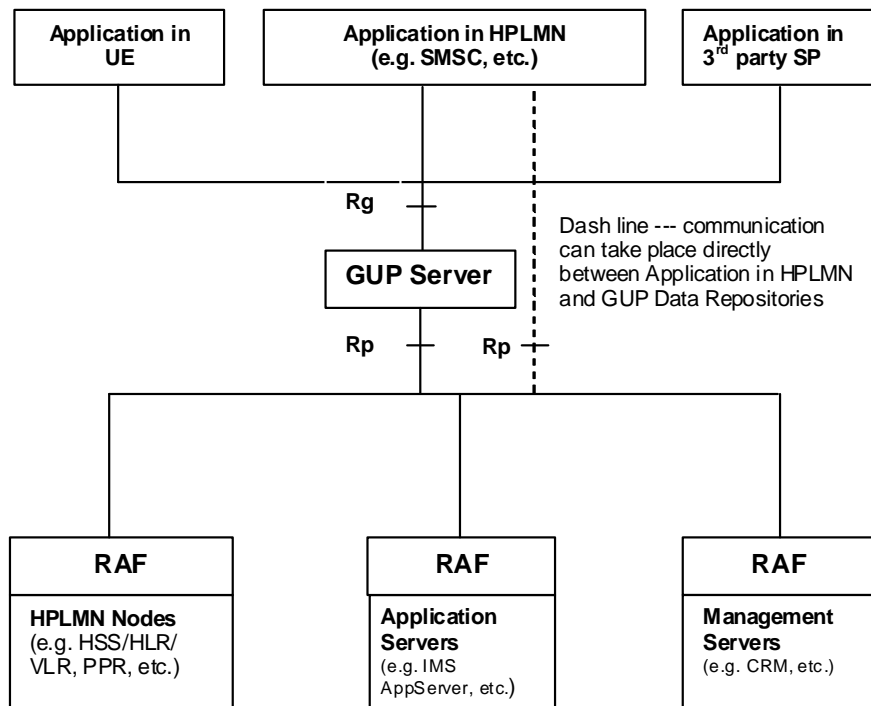 Application in
UE
Application in HPLMN
(e.g. SMSC, etc.)
Application in
3rd party SP
Rg
Dash line --- communication
can take place directly
between Application in HPLMN
and GUP Data Repositories
GUP Server
Rp
Rp
RAF
HPLMN Nodes
(e.g. HSS/HLR/
VLR, PPR, etc.)
RAF
Application
Servers
(e.g. IMS
AppServer, etc.)
RAF
Management
Servers
(e.g. CRM, etc.)